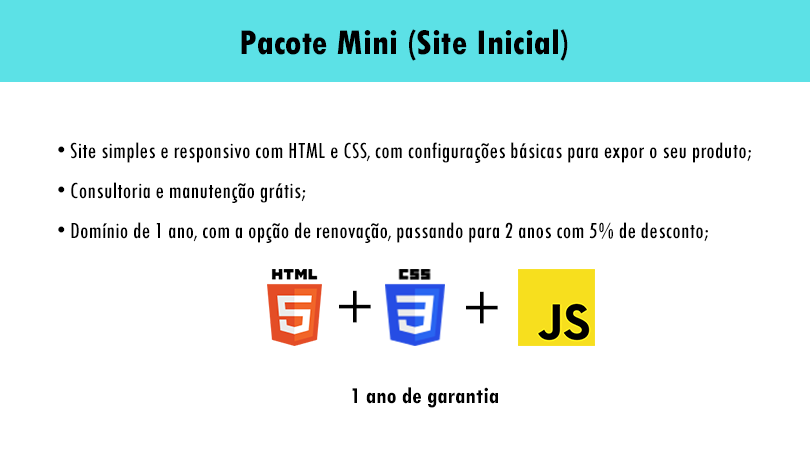 Pacote Mini (Site Inicial)
• Site simples e responsivo com HTML e CSS, com configurações básicas para expor o seu produto;
• Consultoria e manutenção grátis;
• Domínio de 1 ano, com a opção de renovação, passando para 2 anos com 5% de desconto;
HTML CSS
5 + 3 + JS
1 ano de garantia